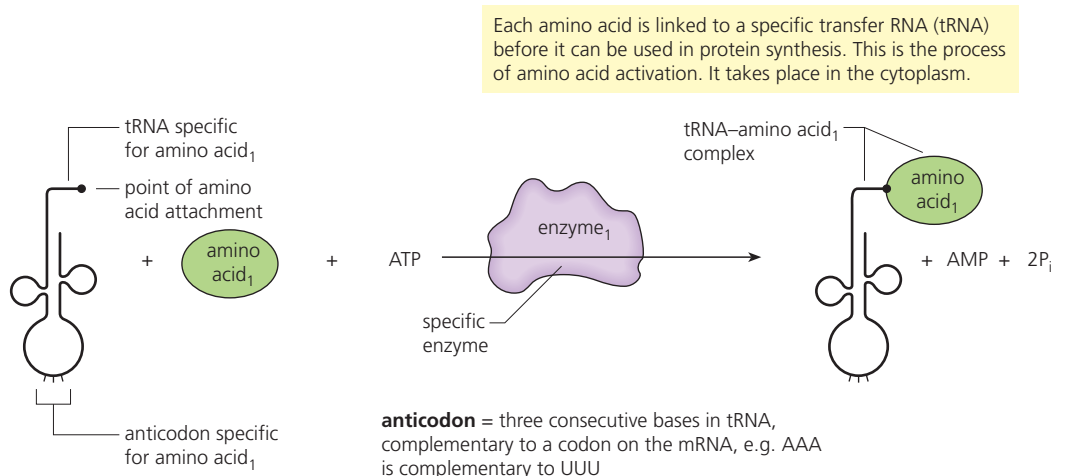 Each amino acid is linked to a specific transfer RNA (tRNA)
before it can be used in protein synthesis. This is the process
of amino acid activation. It takes place in the cytoplasm.
tRNA specific
for amino acid₁
point of amino
acid attachment
+
amino
acid₁
+
ATP
enzyme₁
specific
enzyme
tRNA–amino acid₁
complex
amino
acid₁
+ AMP + 2Pᵢ
anticodon specific
for amino acid₁
anticodon = three consecutive bases in tRNA,
complementary to a codon on the mRNA, e.g. AAA
is complementary to UUU